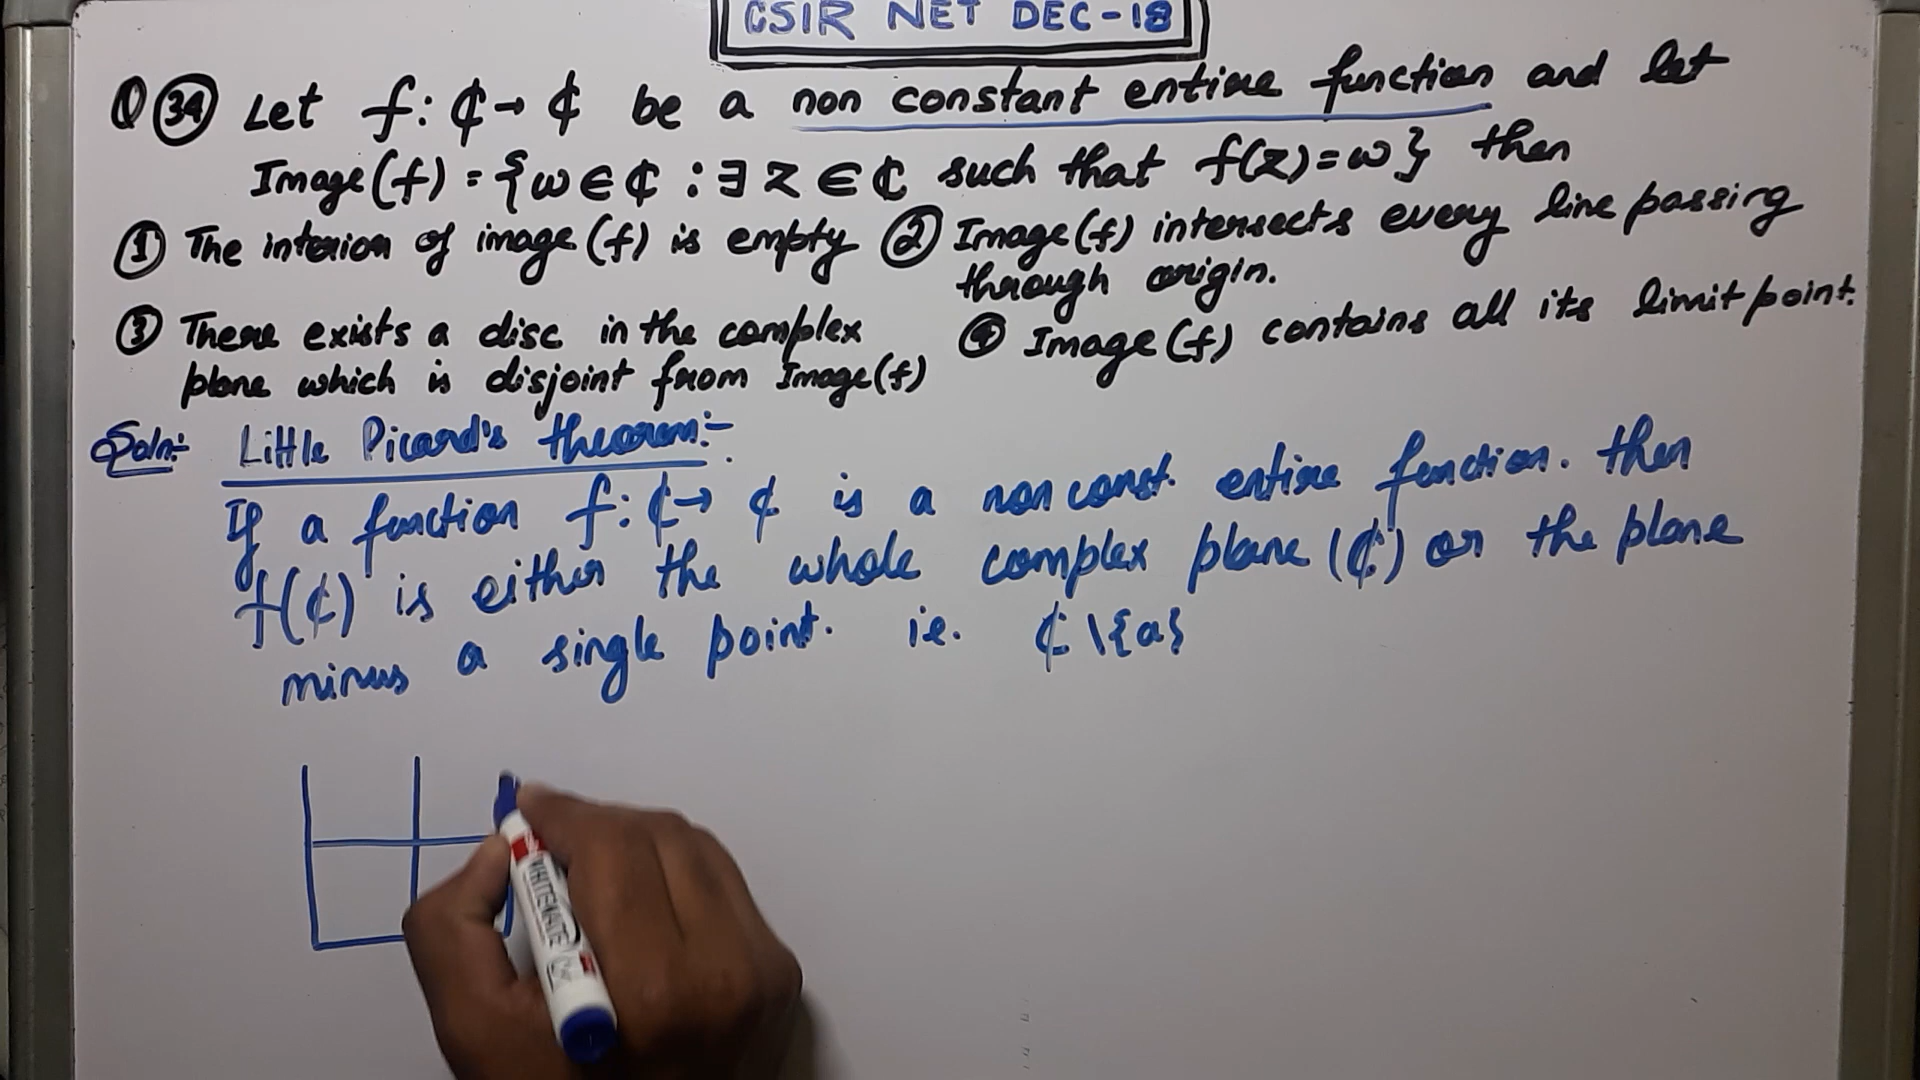 CSIR NET DEC-18
Q 34 Let f: ₵→ ₵ be a non constant entire function and let
Image(f) = {w ∈ ₵ : ∃ z ∈ ₵ such that f(z)=w} then
① The interior of image(f) is empty ② Image(f) intersects every line passing
through origin.
③ There exists a disc in the complex
plane which is disjoint from Image(f)
④ Image(f) contains all its limit point.
Soln:- Little Picard's theorem:-
If a function f: ₵→ ₵ is a non const. entire function. then
f(₵) is either the whole complex plane (₵) or the plane
minus a single point. ie. ₵ \{a}
WHITEMATE